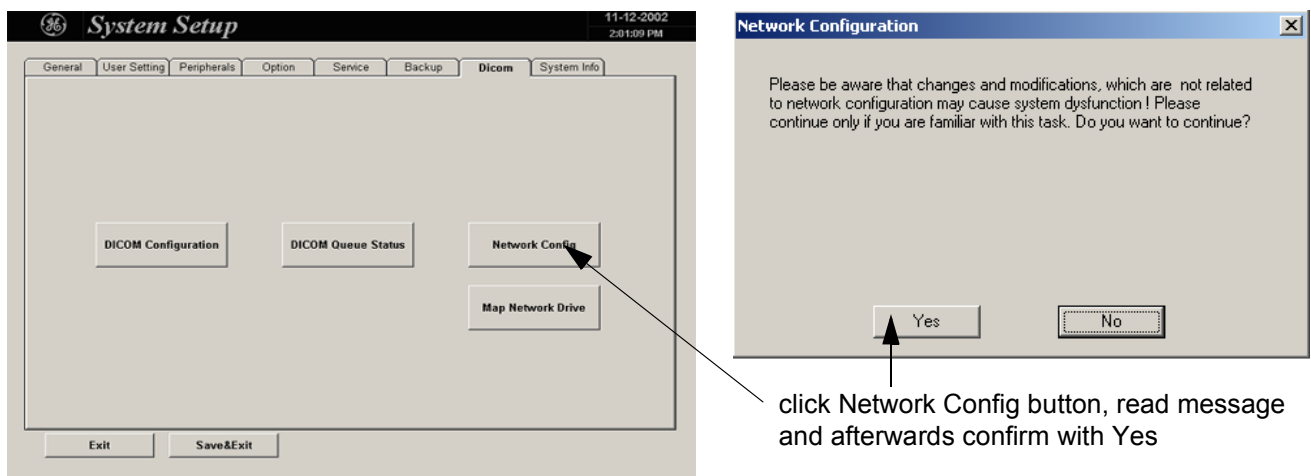 GE System Setup
11-12-2002
2:01:09 PM
General User Setting Peripherals Option Service Backup Dicom System Info
DICOM Configuration
DICOM Queue Status
Network Config
Map Network Drive
Exit
Save&Exit
Network Configuration
Please be aware that changes and modifications, which are not related
to network configuration may cause system dysfunction ! Please
continue only if you are familiar with this task. Do you want to continue?
Yes
No
click Network Config button, read message
and afterwards confirm with Yes